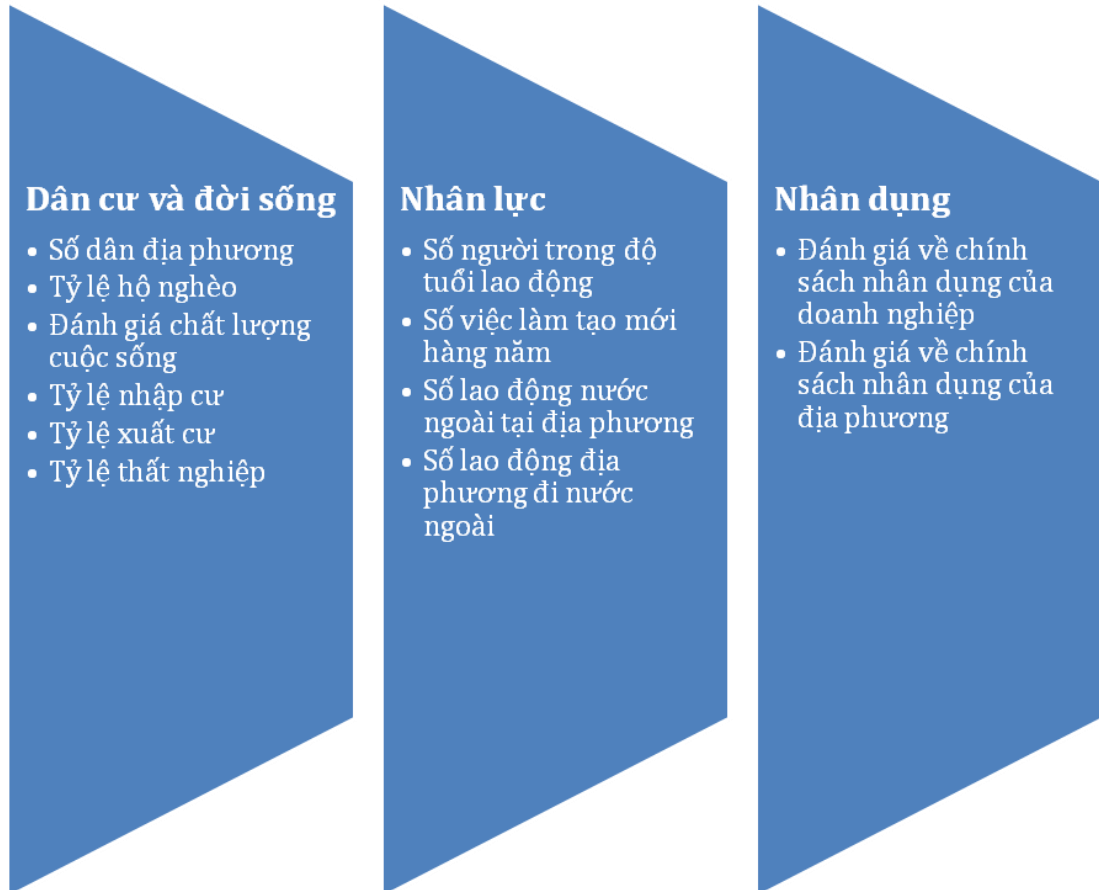 Dân cư và đời sống
• Số dân địa phương
• Tỷ lệ hộ nghèo
• Đánh giá chất lượng
cuộc sống
• Tỷ lệ nhập cư
• Tỷ lệ xuất cư
• Tỷ lệ thất nghiệp
Nhân lực
• Số người trong độ
tuổi lao động
• Số việc làm tạo mới
hàng năm
• Số lao động nước
ngoài tại địa phương
• Số lao động địa
phương đi nước
ngoài
Nhân dụng
• Đánh giá về chính
sách nhân dụng của
doanh nghiệp
• Đánh giá về chính
sách nhân dụng của
địa phương